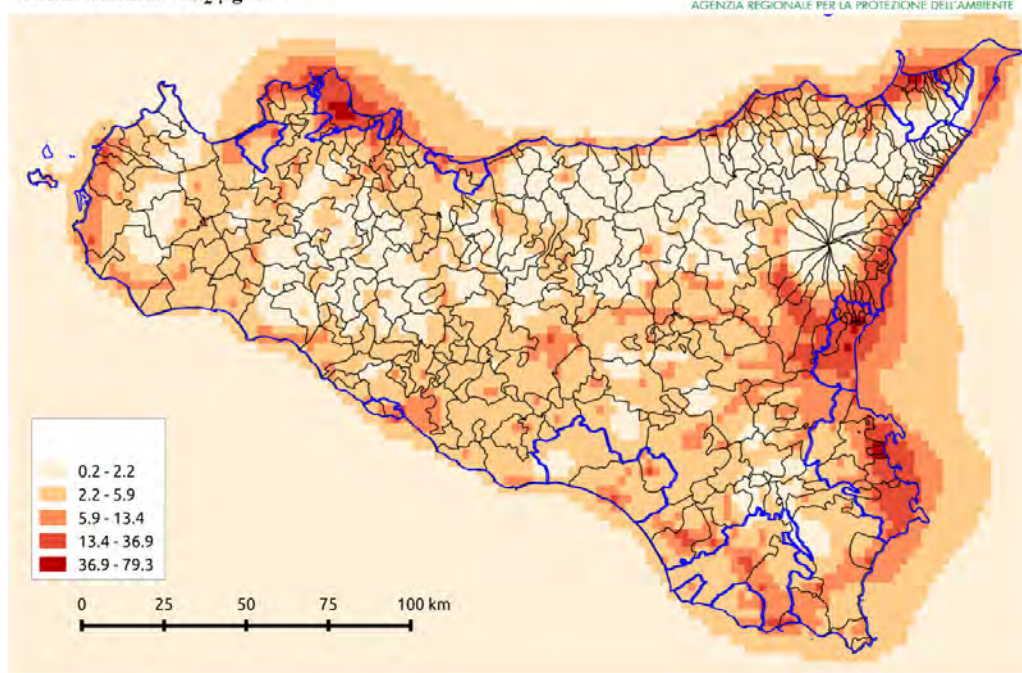 AGENZIA REGIONALE PER LA PROTEZIONE DELL'AMBIENTE
0.2 - 2.2
2.2 - 5.9
5.9 - 13.4
13.4 - 36.9
36.9 - 79.3
0 25 50 75 100 km